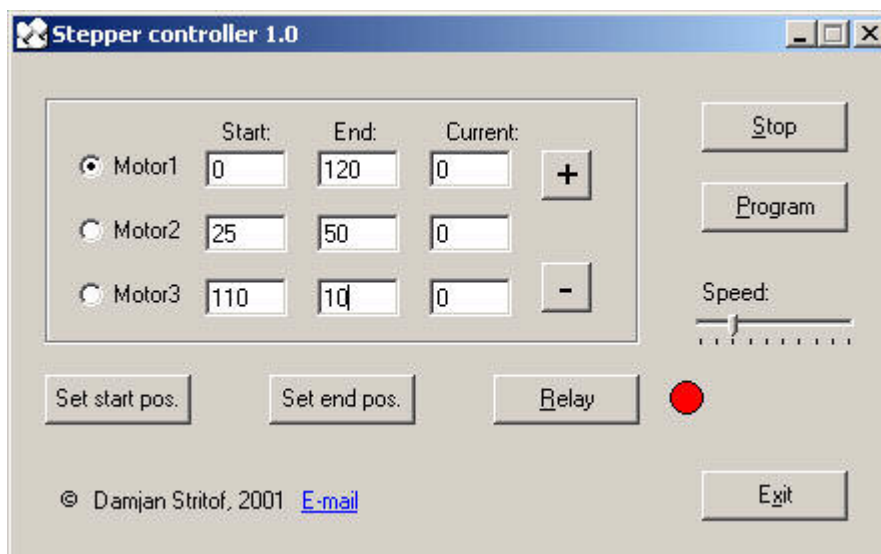 Stepper controller 1.0
Start: End: Current:
Motor1 0 120 0 +
Motor2 25 50 0
Motor3 110 10 0 -
Stop
Program
Speed:
Set start pos. Set end pos. Relay
© Damjan Stritof, 2001 E-mail
Exit